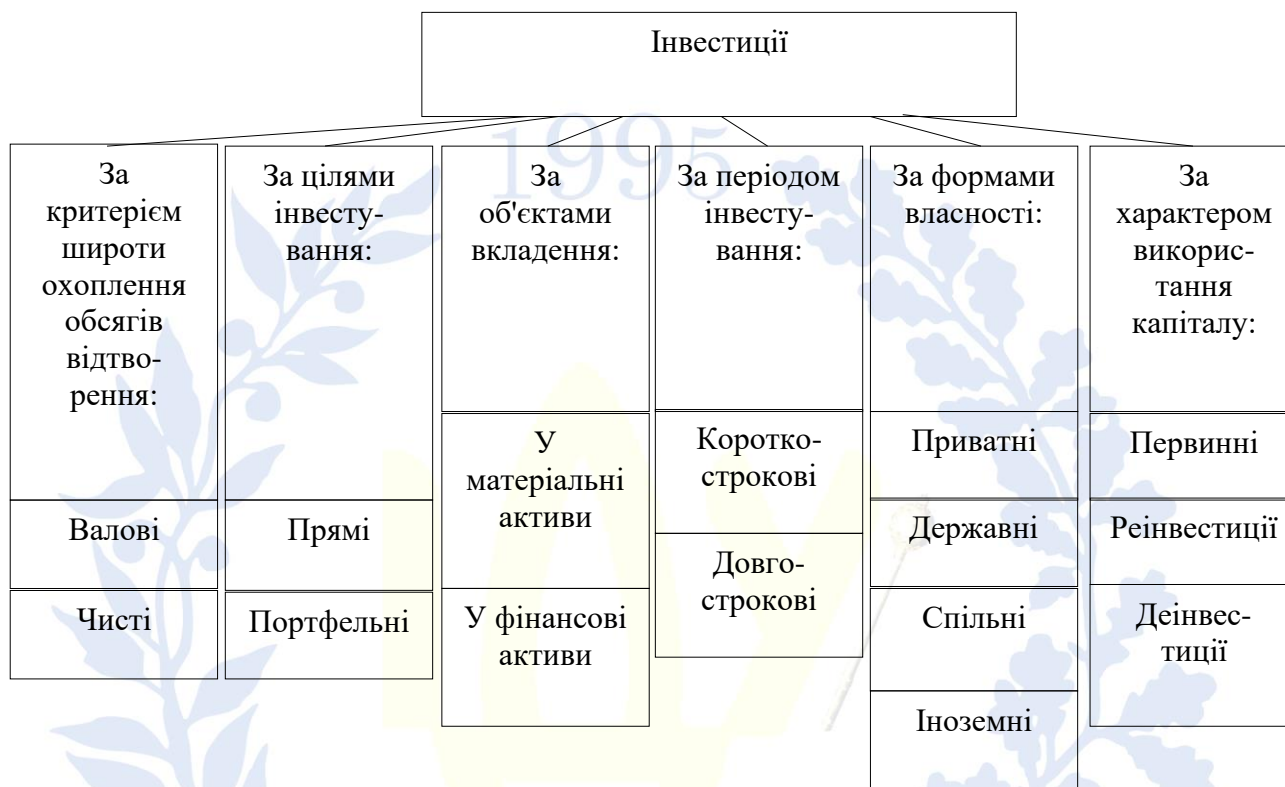 Інвестиції
1995
За
критерієм
широти
охоплення
обсягів
відтво-
рення:
Валові
Чисті
За цілями
інвесту-
вання:
Прямі
Портфельні
За
об'єктами
вкладення:
У
матеріальні
активи
У фінансові
активи
За періодом
інвесту-
вання:
Коротко-
строкові
Довго-
строкові
За формами
власності:
Приватні
Державні
Спільні
Іноземні
За
характером
викорис-
тання
капіталу:
Первинні
Реінвестиції
Деінвес-
тиції